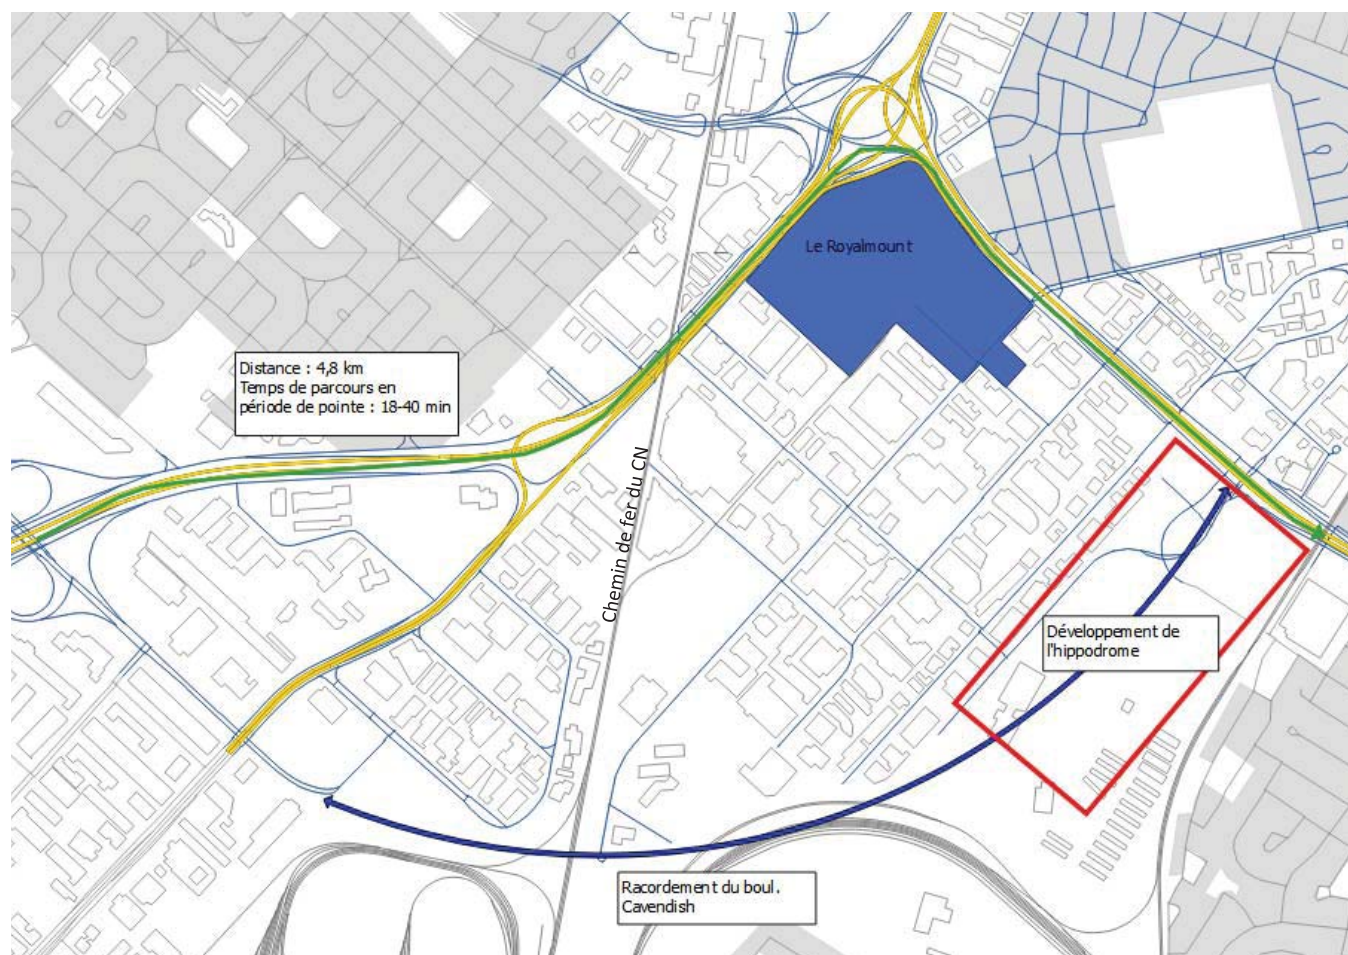 Le Royalmount
Distance : 4,8 km
Temps de parcours en
période de pointe : 18-40 min
Chemin de fer du CN
Développement de
l'hippodrome
Racordement du boul.
Cavendish